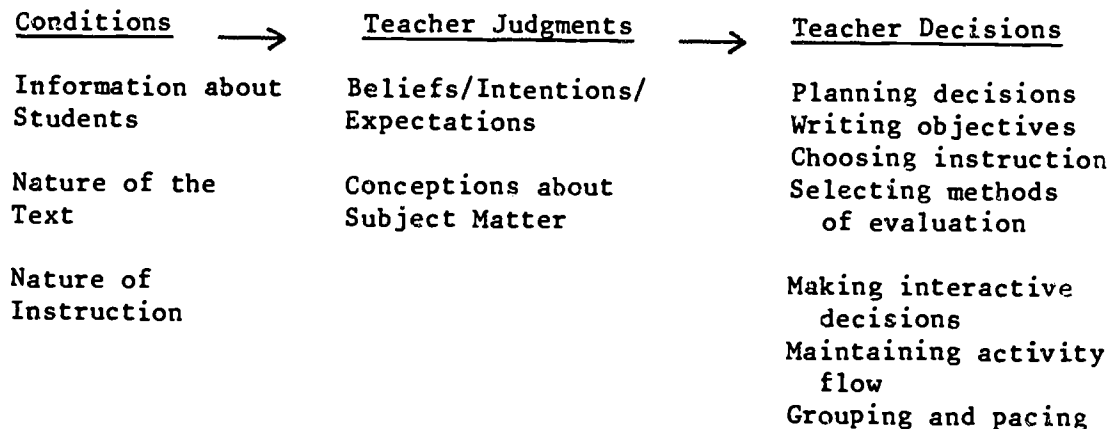 Conditions → Teacher Judgments → Teacher Decisions
Information about
Students
Nature of the
Text
Nature of
Instruction
Beliefs/Intentions/
Expectations
Conceptions about
Subject Matter
Planning decisions
Writing objectives
Choosing instruction
Selecting methods
of evaluation
Making interactive
decisions
Maintaining activity
flow
Grouping and pacing